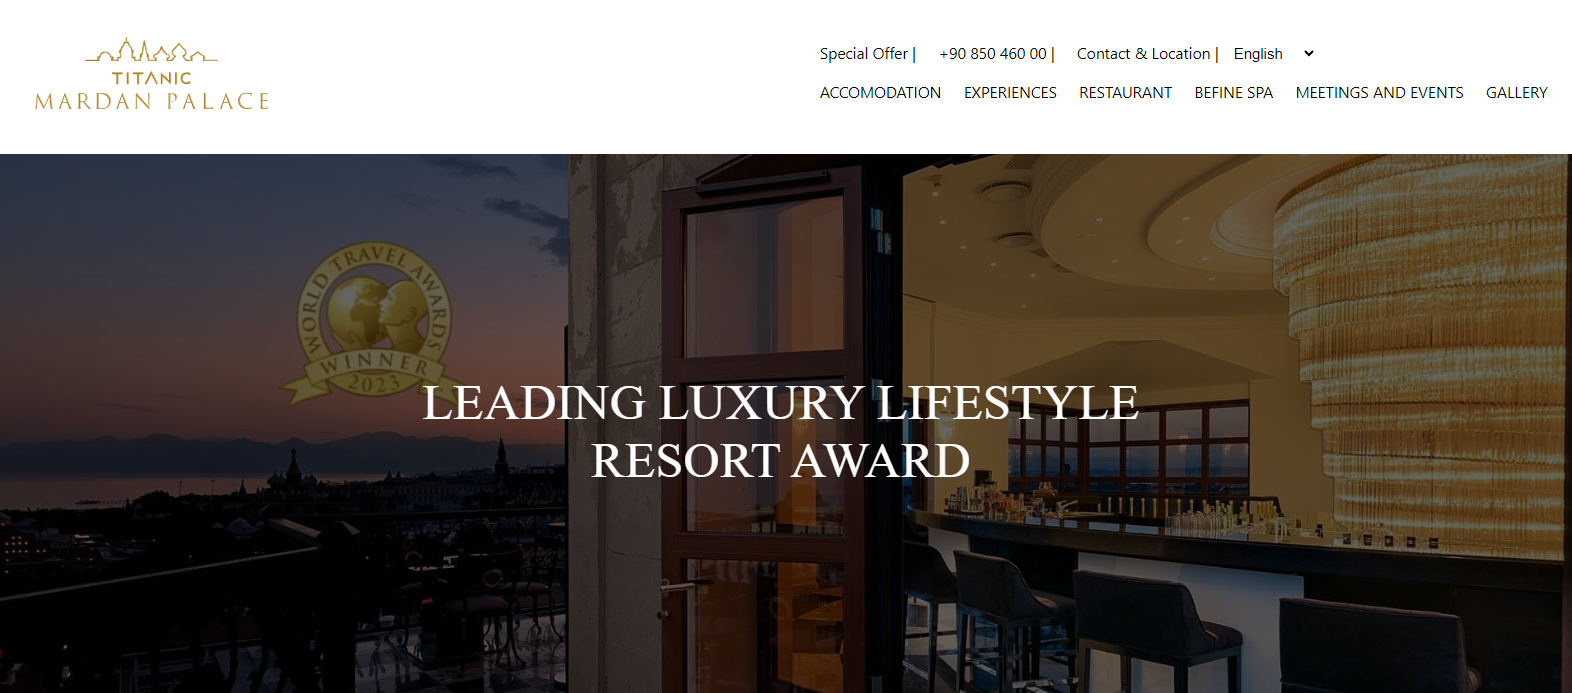 TITANIC
MARDAN PALACE
Special Offer | +90 850 460 00 | Contact & Location | English
ACCOMODATION EXPERIENCES RESTAURANT BEFINE SPA MEETINGS AND EVENTS GALLERY
WORLD TRAVEL AWARDS
WINNER
2023
LEADING LUXURY LIFESTYLE
RESORT AWARD